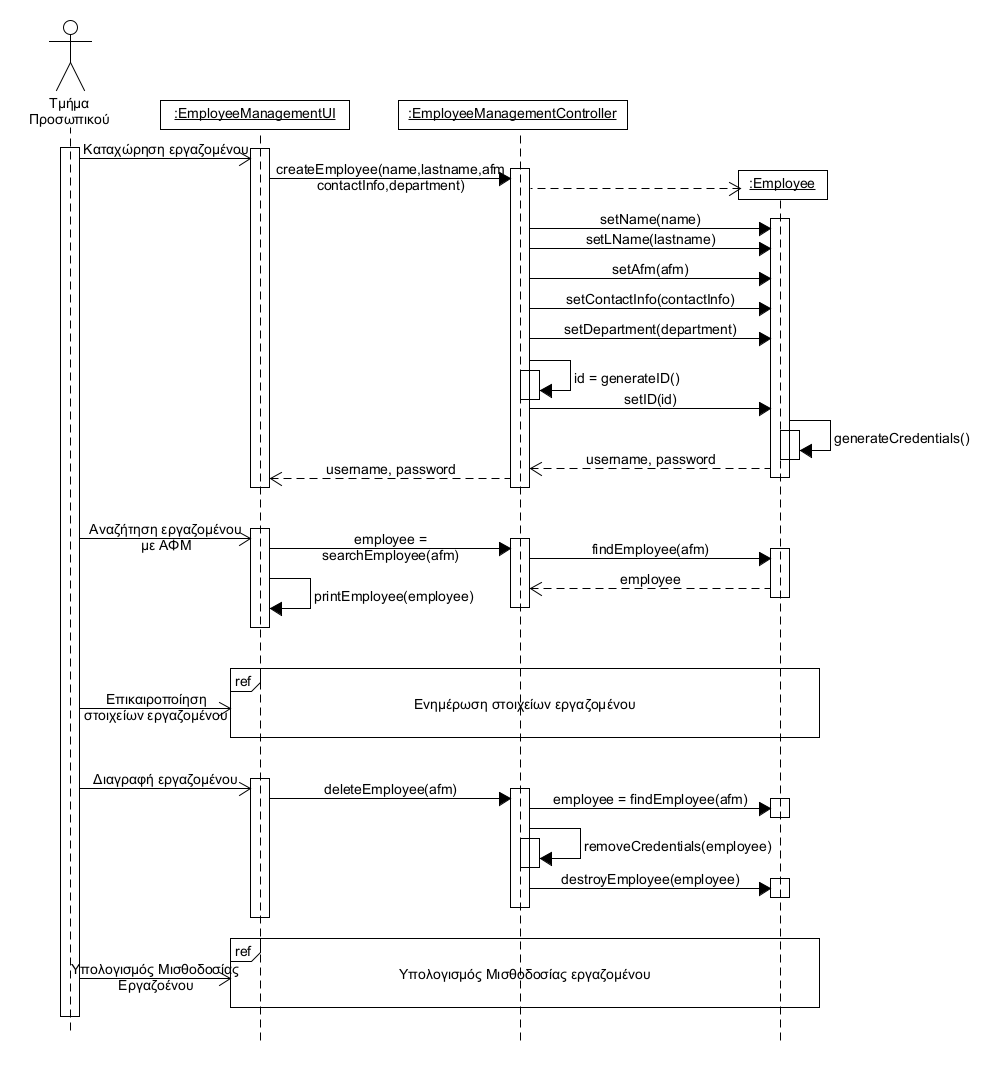 Τμήμα
Προσωπικού
:EmployeeManagementUI
:EmployeeManagementController
Καταχώρηση εργαζομένου
createEmployee(name,lastname,afm
contactInfo,department)
:Employee
setName(name)
setLName(lastname)
setAfm(afm)
setContactInfo(contactInfo)
setDepartment(department)
id = generateID()
setID(id)
generateCredentials()
username, password
username, password
Αναζήτηση εργαζομένου
με ΑΦΜ
employee =
searchEmployee(afm)
findEmployee(afm)
employee
printEmployee(employee)
ref
Επικαιροποίηση
στοιχείων εργαζομένου
Ενημέρωση στοιχείων εργαζομένου
Διαγραφή εργαζομένου
deleteEmployee(afm)
employee = findEmployee(afm)
removeCredentials(employee)
destroyEmployee(employee)
ref
Υπολογισμός Μισθοδοσίας
Εργαζοένου
Υπολογισμός Μισθοδοσίας εργαζομένου